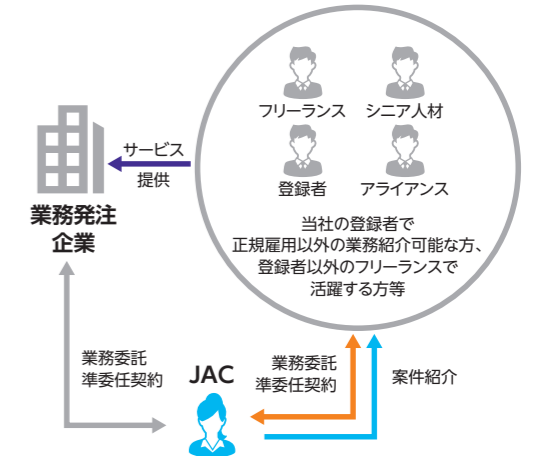 フリーランス
シニア人材
登録者
アライアンス
当社の登録者で
正規雇用以外の業務紹介可能な方、
登録者以外のフリーランスで
活躍する方等
サービス
提供
業務発注
企業
業務委託
準委任契約
JAC
業務委託
準委任契約
案件紹介